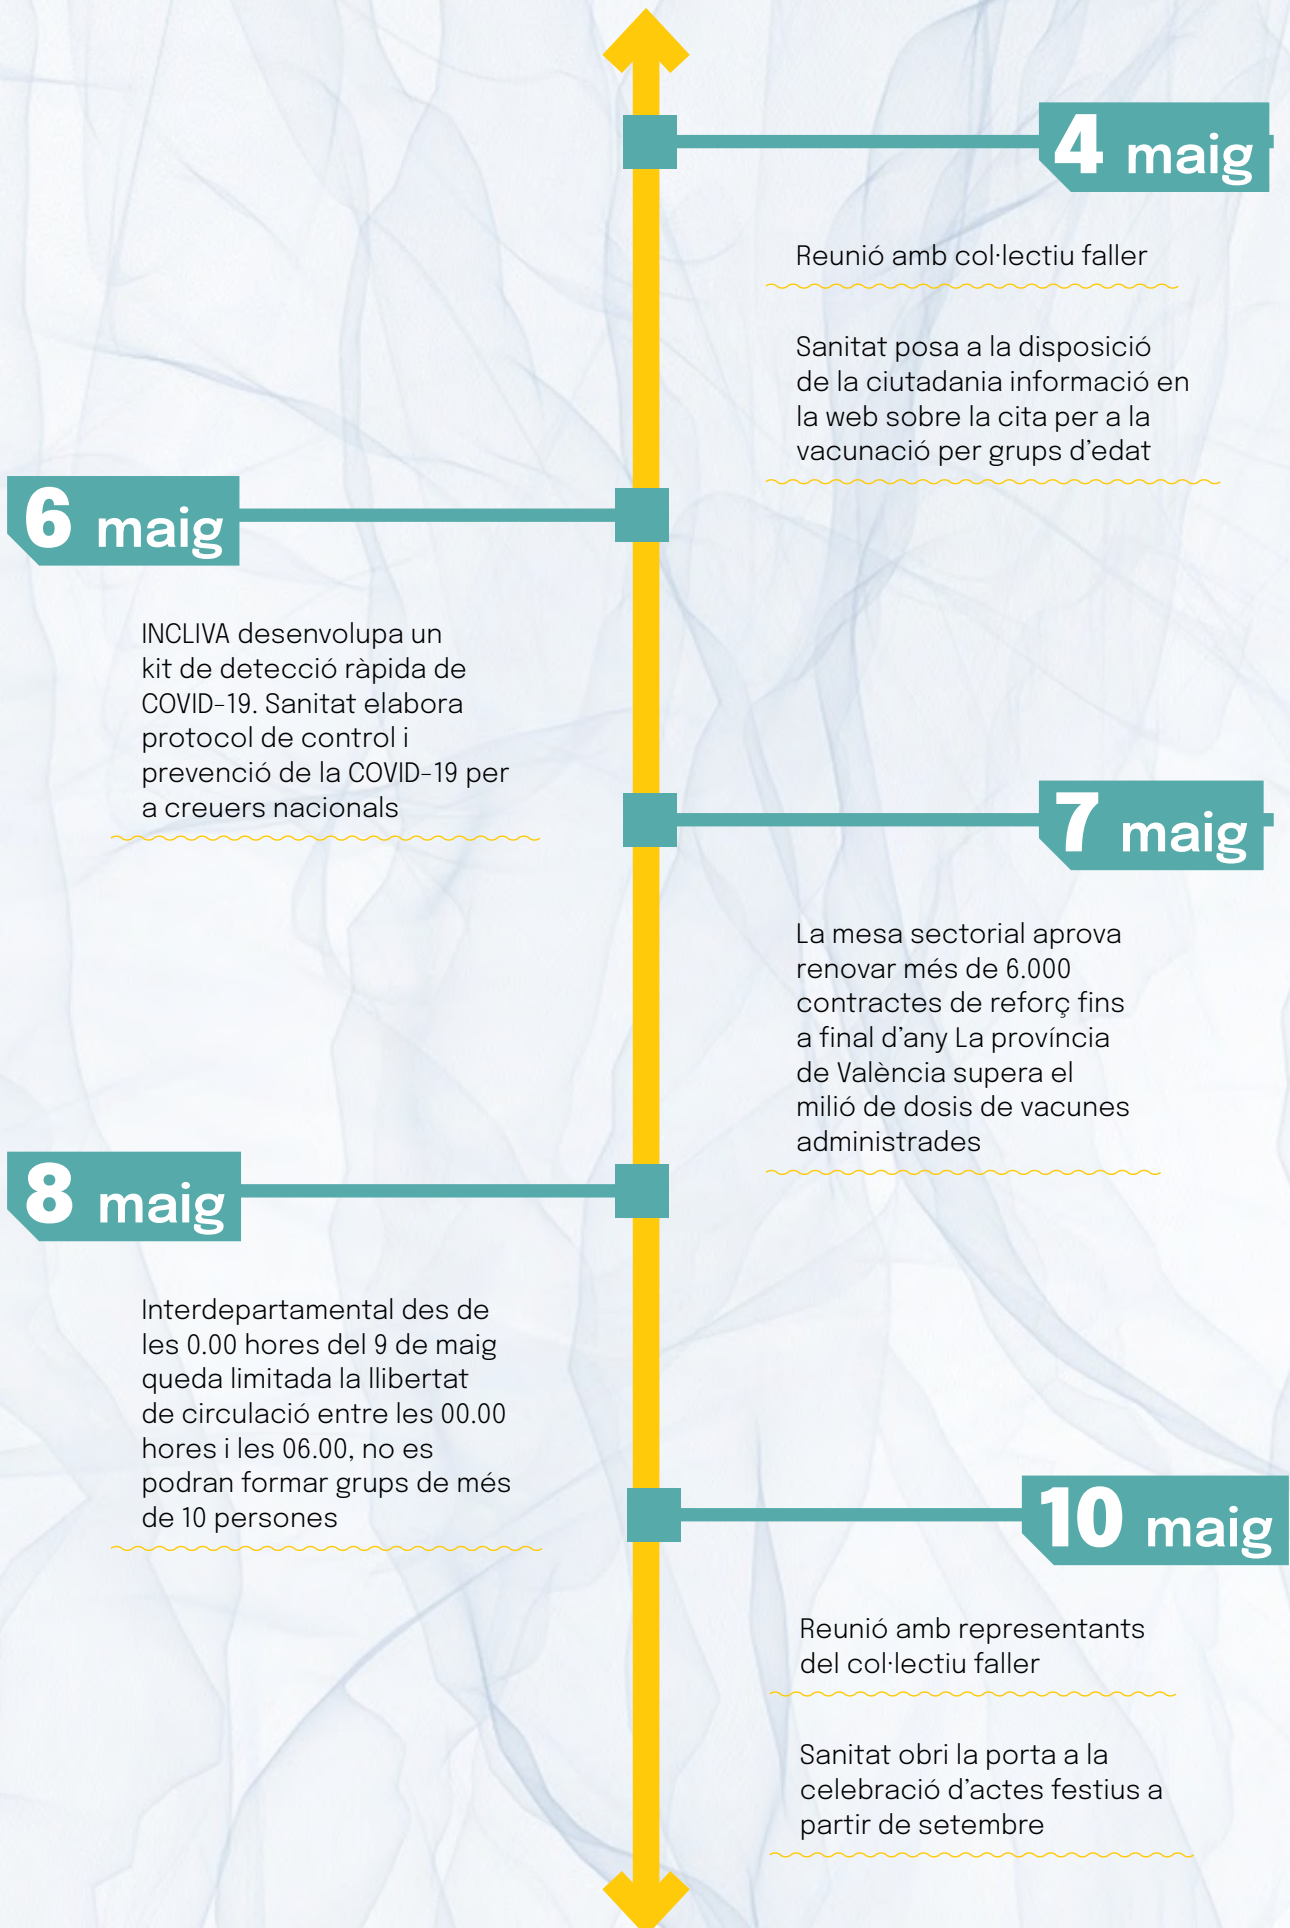 4 maig
Reunió amb col·lectiu faller
Sanitat posa a la disposició
de la ciutadania informació en
la web sobre la cita per a la
vacunació per grups d’edat
6 maig
INCLIVA desenvolupa un
kit de detecció ràpida de
COVID-19. Sanitat elabora
protocol de control i
prevenció de la COVID-19 per
a creuers nacionals
7 maig
La mesa sectorial aprova
renovar més de 6.000
contractes de reforç fins
a final d’any La província
de València supera el
milió de dosis de vacunes
administrades
8 maig
Interdepartamental des de
les 0.00 hores del 9 de maig
queda limitada la llibertat
de circulació entre les 00.00
hores i les 06.00, no es
podran formar grups de més
de 10 persones
10 maig
Reunió amb representants
del col·lectiu faller
Sanitat obri la porta a la
celebració d’actes festius a
partir de setembre